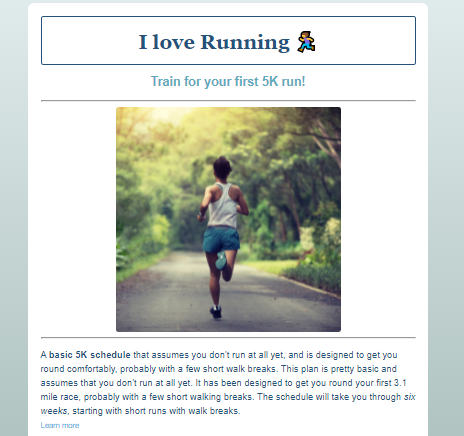 I love Running 🏃
Train for your first 5K run!
A basic 5K schedule that assumes you don't run at all yet, and is designed to get you
round comfortably, probably with a few short walk breaks. This plan is pretty basic and
assumes that you don't run at all yet. It has been designed to get you round your first 3.1
mile race, probably with a few short walking breaks. The schedule will take you through six
weeks, starting with short runs with walk breaks.
Learn more